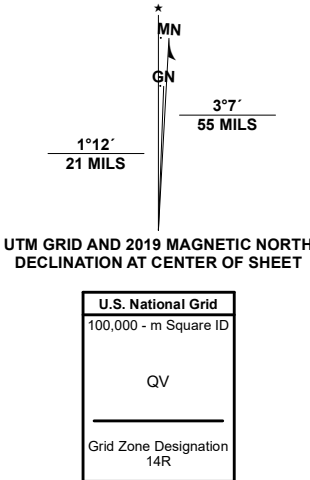 ★
MN
GN
3°7´
55 MILS
1°12´
21 MILS
UTM GRID AND 2019 MAGNETIC NORTH
DECLINATION AT CENTER OF SHEET
U.S. National Grid
100,000 - m Square ID
QV
Grid Zone Designation
14R